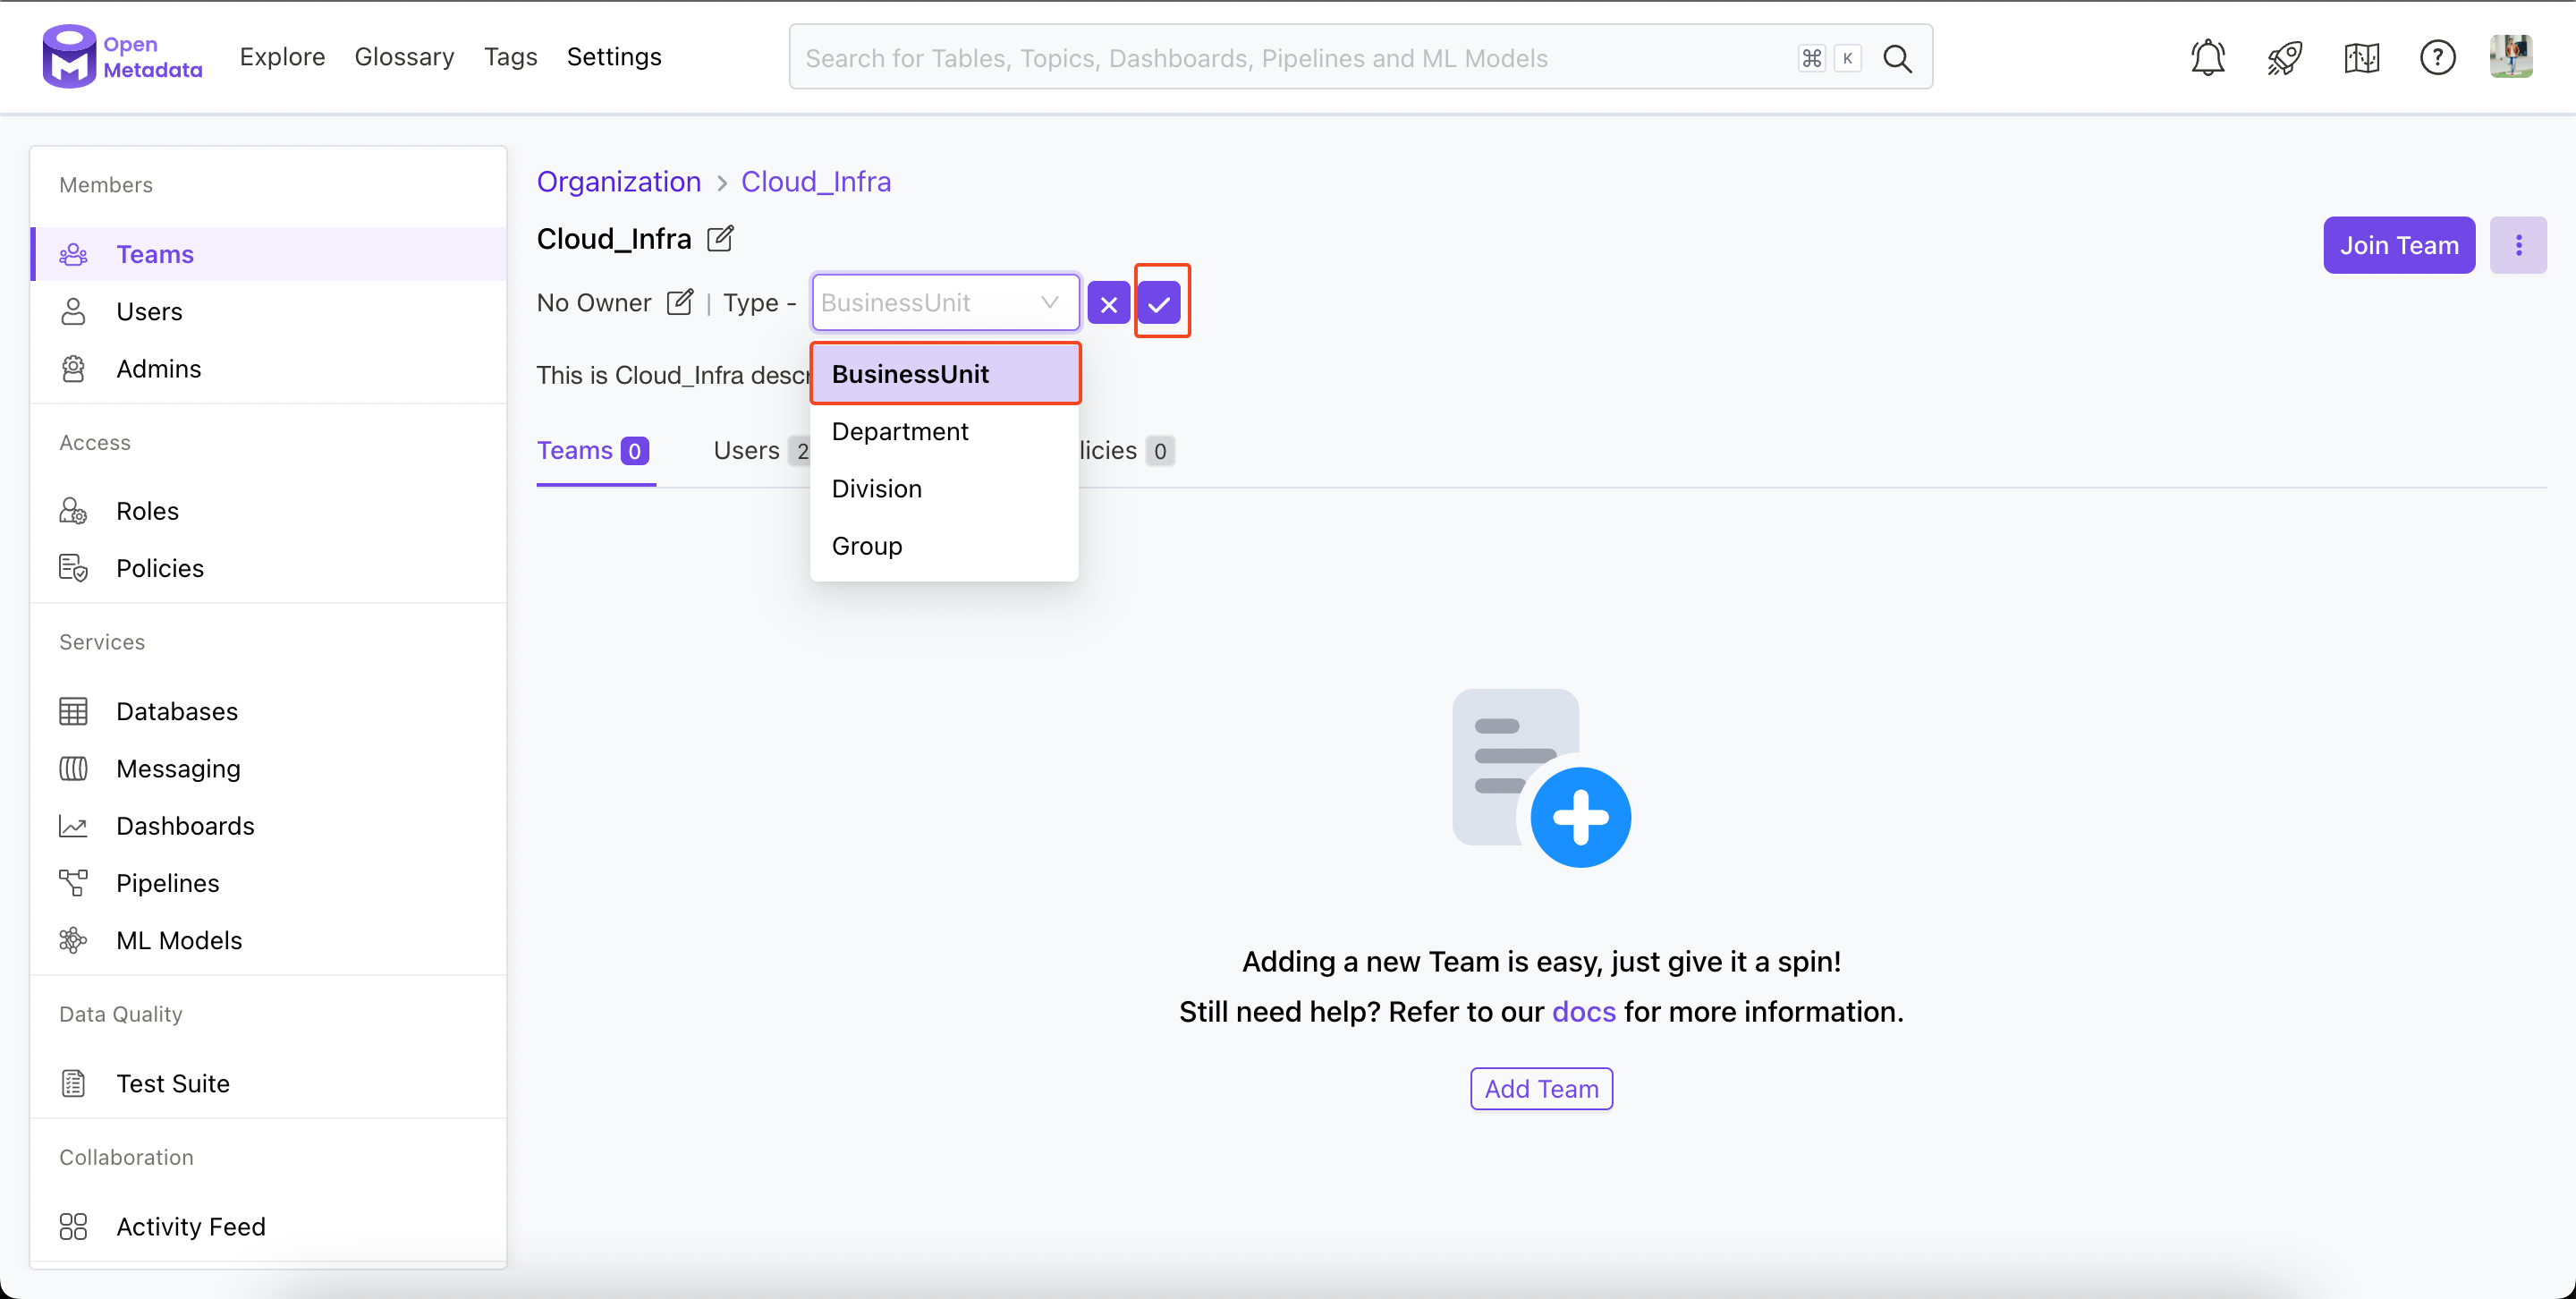 Open
Metadata
Explore
Glossary
Tags
Settings
Search for Tables, Topics, Dashboards, Pipelines and ML Models
⌘ K
?
Members
Teams
Users
Admins
Access
Roles
Policies
Services
Databases
Messaging
Dashboards
Pipelines
ML Models
Data Quality
Test Suite
Collaboration
Activity Feed
Organization > Cloud_Infra
Cloud_Infra
Join Team
No Owner | Type - BusinessUnit
This is Cloud_Infra descr
BusinessUnit
Department
Division
Group
Teams 0
Users 2
licies 0
Adding a new Team is easy, just give it a spin!
Still need help? Refer to our docs for more information.
Add Team